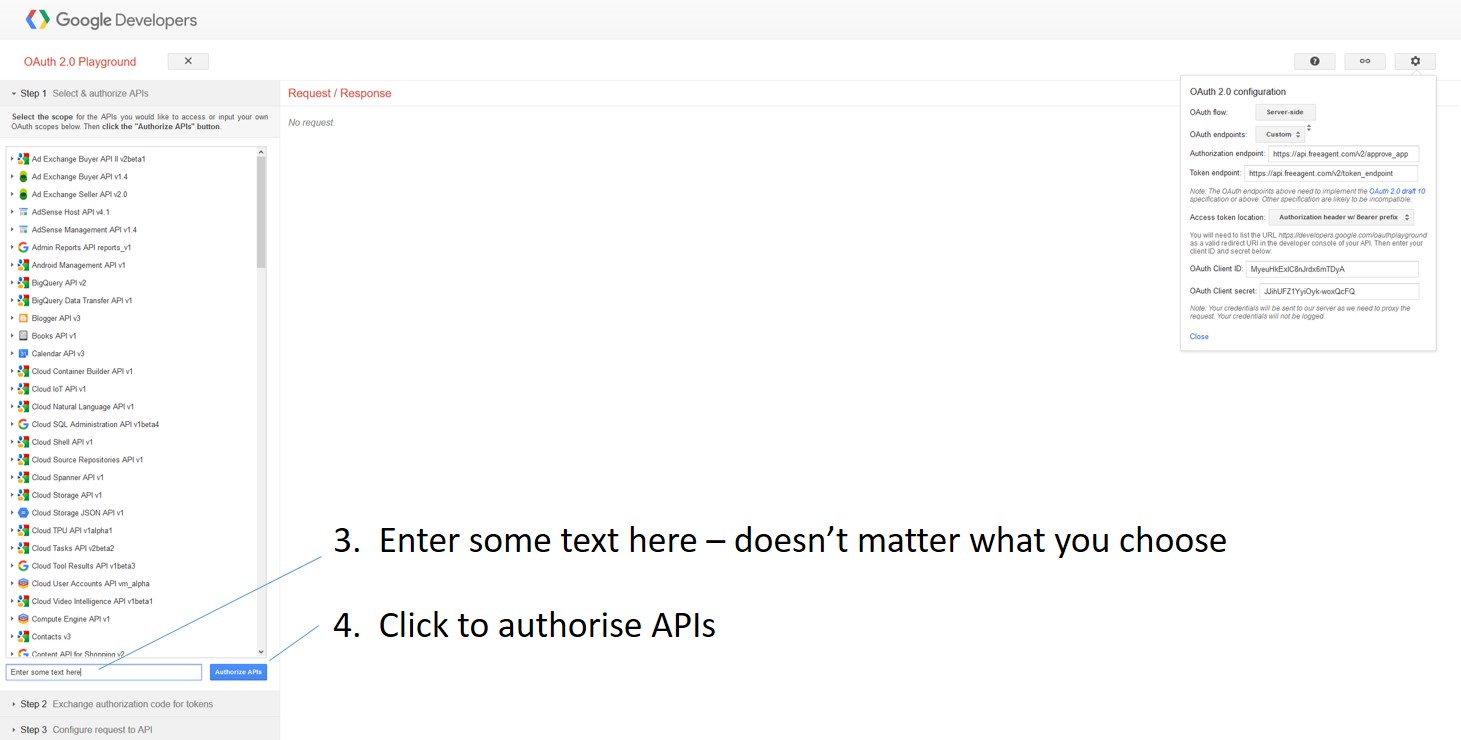 Google Developers
OAuth 2.0 Playground
Step 1 Select & authorize APIs
Select the scope for the APIs you would like to access or input your own
OAuth scopes below. Then click the "Authorize APIs" button.
Ad Exchange Buyer API II v2beta1
Ad Exchange Buyer API v1.4
Ad Exchange Seller API v2.0
AdSense Host API v4.1
AdSense Management API v1.4
Admin Reports API reports_v1
Android Management API v1
BigQuery API v2
BigQuery Data Transfer API v1
Blogger API v3
Books API v1
Calendar API v3
Cloud Container Builder API v1
Cloud IoT API v1
Cloud Natural Language API v1
Cloud SQL Administration API v1beta4
Cloud Shell API v1
Cloud Source Repositories API v1
Cloud Spanner API v1
Cloud Storage API v1
Cloud Storage JSON API v1
Cloud TPU API v1alpha1
Cloud Tasks API v2beta2
Cloud Tool Results API v1beta3
Cloud User Accounts API vm_alpha
Cloud Video Intelligence API v1beta1
Compute Engine API v1
Contacts v3
Content API for Shopping v2
Enter some text here
Authorize APIs
Step 2 Exchange authorization code for tokens
Step 3 Configure request to API
Request / Response
No request.
OAuth 2.0 configuration
OAuth flow: Server-side
OAuth endpoints: Custom
Authorization endpoint: https://api.freeagent.com/v2/approve_app
Token endpoint: https://api.freeagent.com/v2/token_endpoint
Note: The OAuth endpoints above need to implement the OAuth 2.0 draft 10
specification or above. Other specification are likely to be incompatible.
Access token location: Authorization header w/ Bearer prefix
You will need to list the URL https://developers.google.com/oauthplayground
as a valid redirect URI in the developer console of your API. Then enter your
client ID and secret below:
OAuth Client ID: MyeuHkExlC8nJrdx6mTDyA
OAuth Client secret: JJihUFZ1YyiOyk-woxQcFQ
Note: Your credentials will be sent to our server as we need to proxy the
request. Your credentials will not be logged.
Close
3. Enter some text here – doesn’t matter what you choose
4. Click to authorise APIs